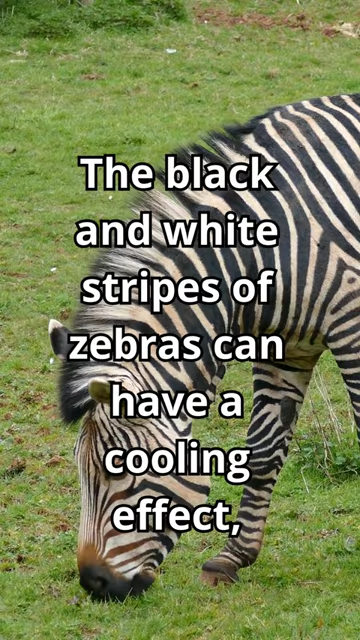 The black
and white
stripes of
zebras can
have a
cooling
effect,